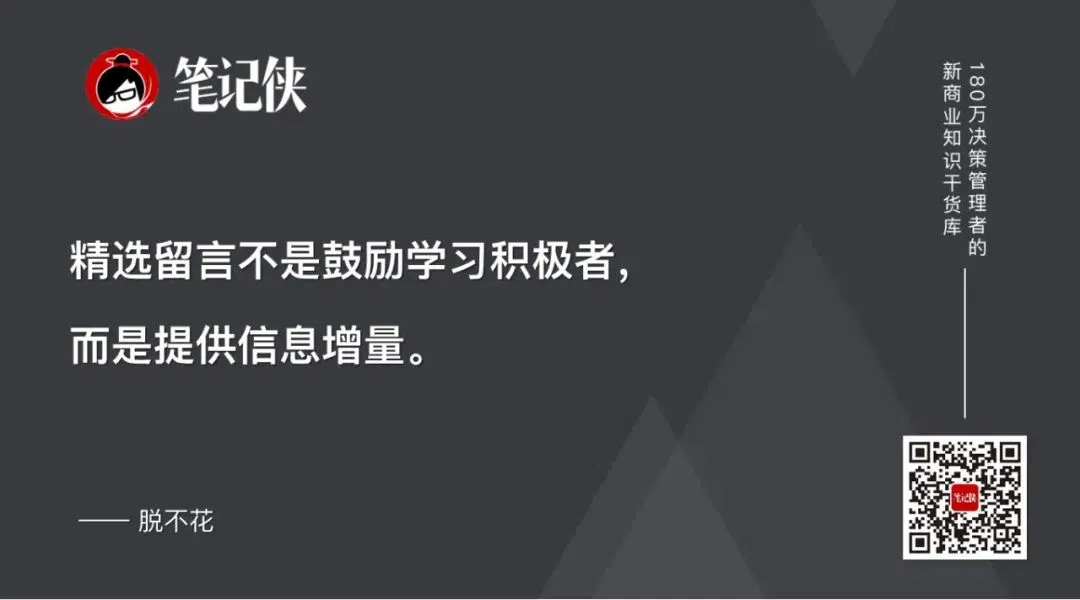 笔记侠
180万决策管理者的
新商业知识干货库
精选留言不是鼓励学习积极者，
而是提供信息增量。
—— 脱不花
笔记侠